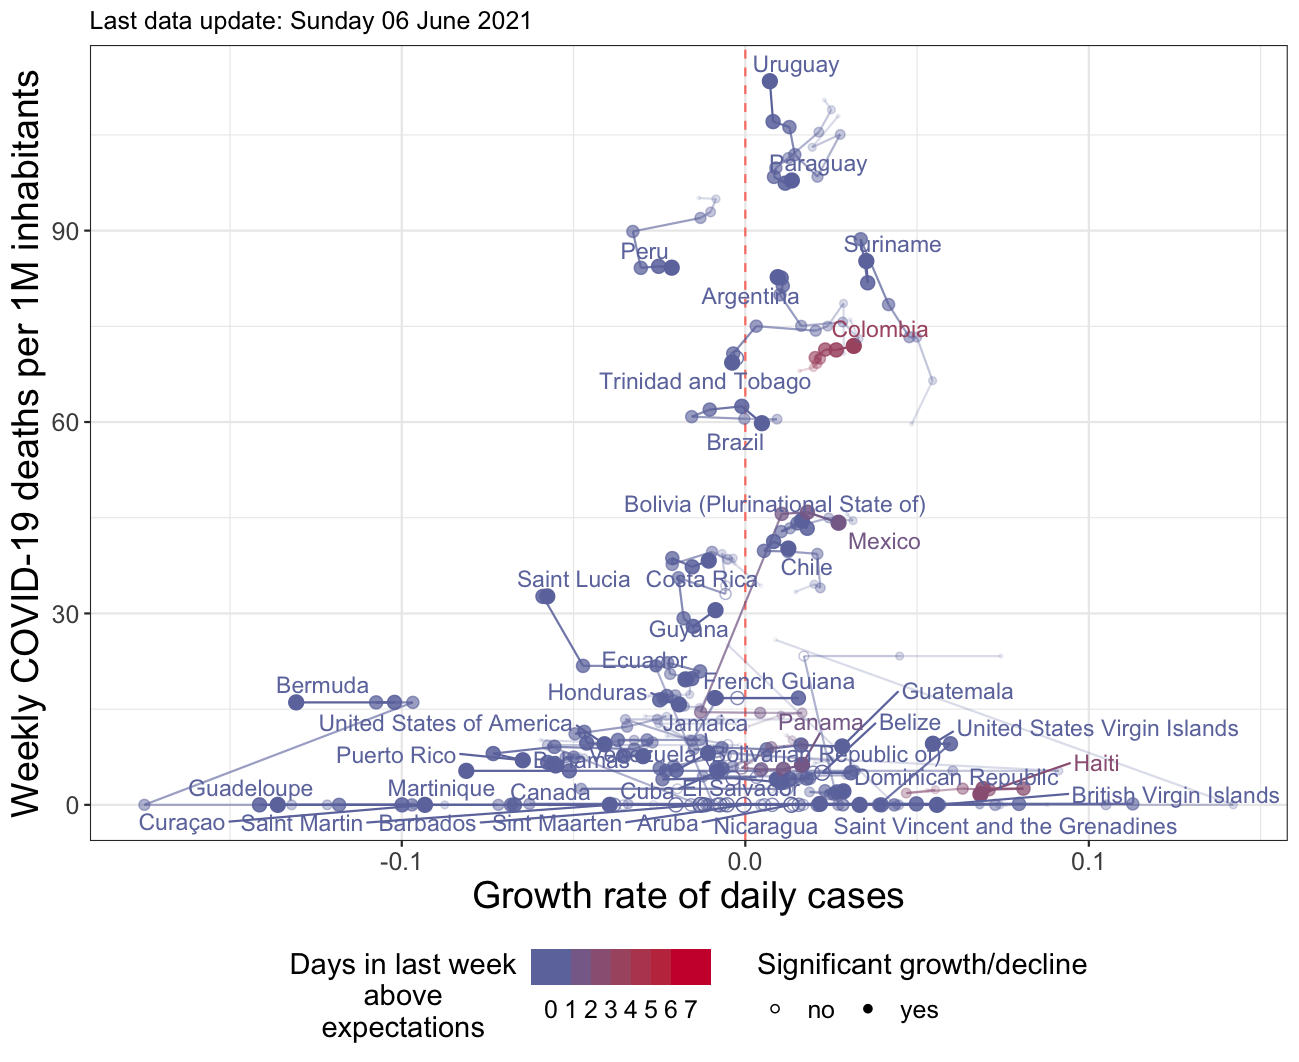 Last data update: Sunday 06 June 2021
Weekly COVID-19 deaths per 1M inhabitants
Uruguay
Paraguay
90
Peru
Suriname
Argentina
Colombia
Trinidad and Tobago
60
Brazil
Bolivia (Plurinational State of)
Mexico
Chile
Saint Lucia
Costa Rica
30
Guyana
Ecuador
Bermuda
Honduras
French Guiana
Guatemala
United States of America
Jamaica
Panama
Belize
United States Virgin Islands
Puerto Rico
Bahamas
Venezuela (Bolivarian Republic of)
Haiti
Dominican Republic
Guadeloupe
Martinique
Canada
Cuba
El Salvador
British Virgin Islands
0
Curaçao
Saint Martin
Barbados
Sint Maarten
Aruba
Nicaragua
Saint Vincent and the Grenadines
-0.1
0.0
0.1
Growth rate of daily cases
Days in last week
above
expectations
0 1 2 3 4 5 6 7
Significant growth/decline
no
yes